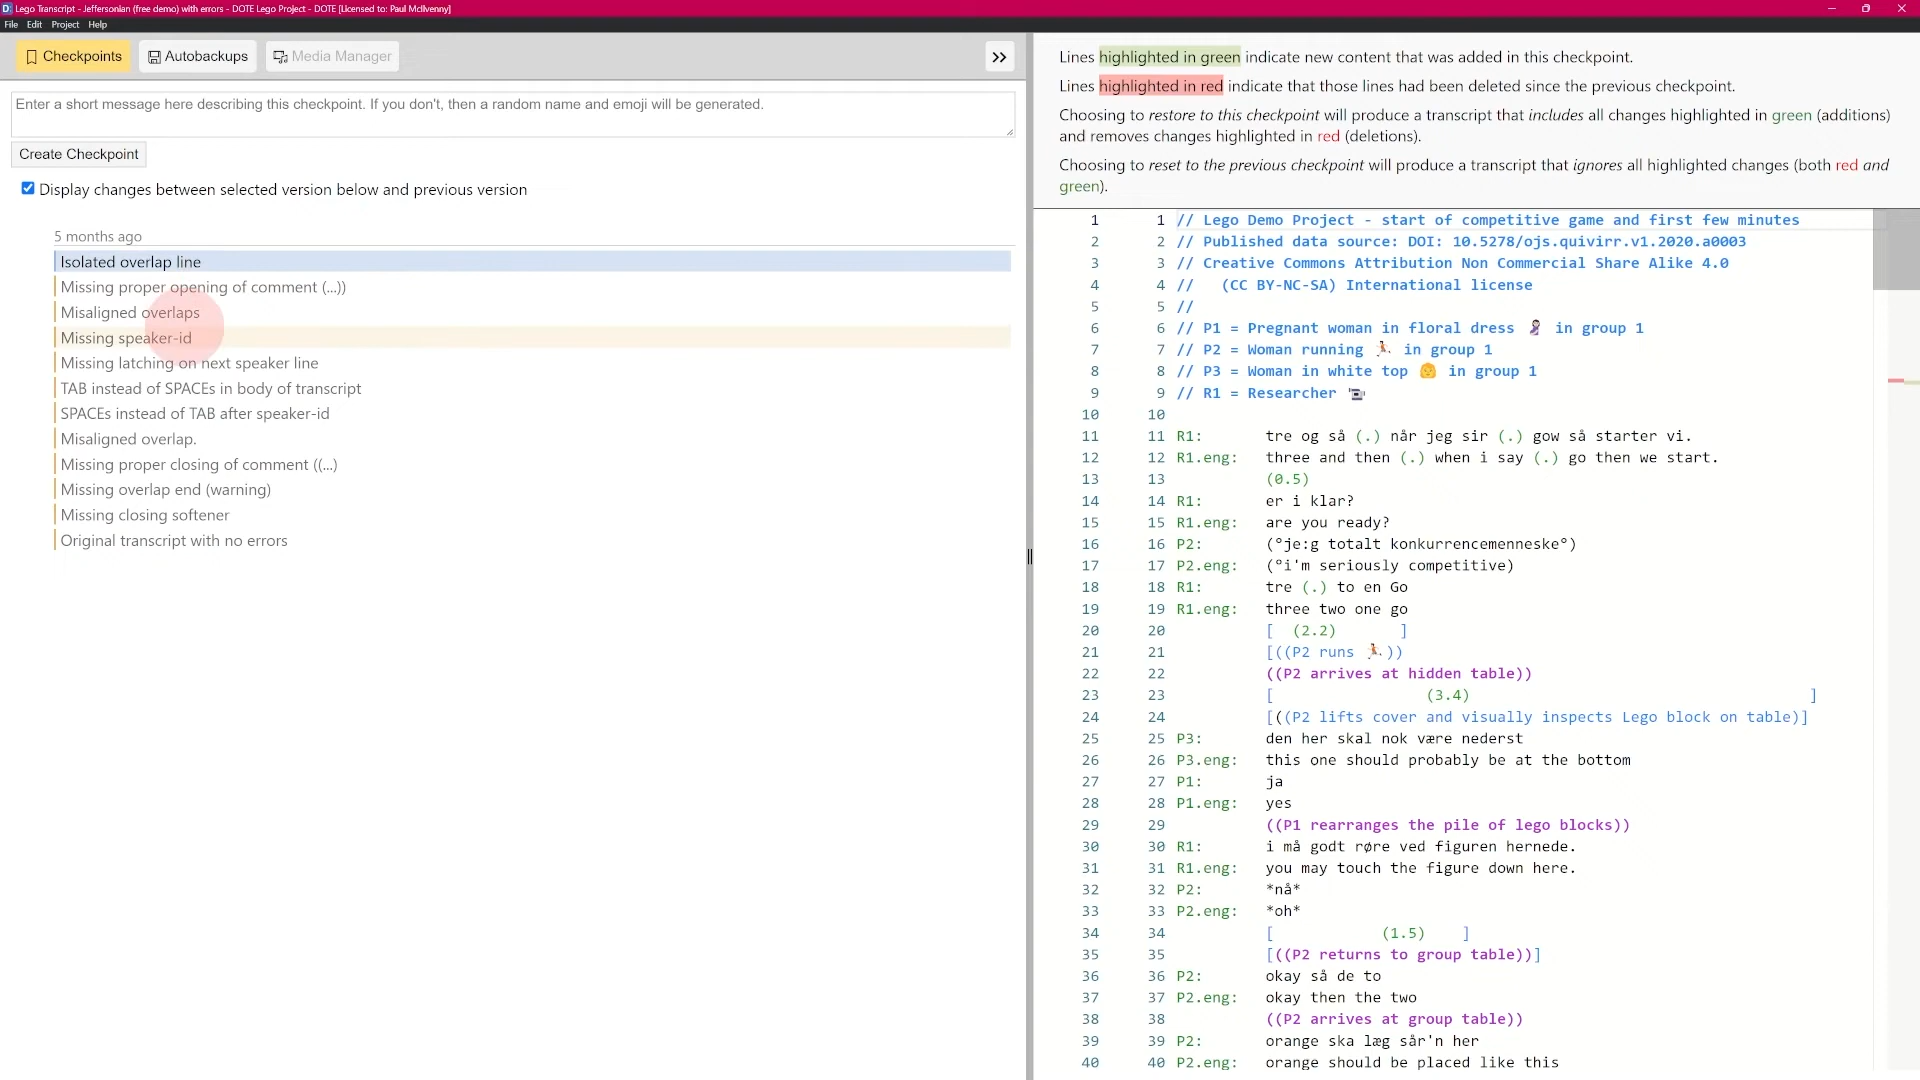 Lego Transcript - Jeffersonian (free demo) with errors - DOTE Lego Project - DOTE [Licensed to: Paul McIlvenny]
File Edit Project Help
Checkpoints Autobackups Media Manager
Enter a short message here describing this checkpoint. If you don't, then a random name and emoji will be generated.
Create Checkpoint
Display changes between selected version below and previous version
5 months ago
Isolated overlap line
Missing proper opening of comment (...))
Misaligned overlaps
Missing speaker-id
Missing latching on next speaker line
TAB instead of SPACEs in body of transcript
SPACEs instead of TAB after speaker-id
Misaligned overlap.
Missing proper closing of comment ((...)
Missing overlap end (warning)
Missing closing softener
Original transcript with no errors
Lines highlighted in green indicate new content that was added in this checkpoint.
Lines highlighted in red indicate that those lines had been deleted since the previous checkpoint.
Choosing to restore to this checkpoint will produce a transcript that includes all changes highlighted in green (additions)
and removes changes highlighted in red (deletions).
Choosing to reset to the previous checkpoint will produce a transcript that ignores all highlighted changes (both red and
green).
1 1 // Lego Demo Project - start of competitive game and first few minutes
2 2 // Published data source: DOI: 10.5278/ojs.quivirr.v1.2020.a0003
3 3 // Creative Commons Attribution Non Commercial Share Alike 4.0
4 4 // (CC BY-NC-SA) International license
5 5 //
6 6 // P1 = Pregnant woman in floral dress 🤰 in group 1
7 7 // P2 = Woman running 🏃 in group 1
8 8 // P3 = Woman in white top 👩 in group 1
9 9 // R1 = Researcher 📹
10 10
11 11 R1: tre og så (.) når jeg sir (.) gow så starter vi.
12 12 R1.eng: three and then (.) when i say (.) go then we start.
13 13 (0.5)
14 14 R1: er i klar?
15 15 R1.eng: are you ready?
16 16 P2: (°je:g totalt konkurrencemenneske°)
17 17 P2.eng: (°i'm seriously competitive)
18 18 R1: tre (.) to en Go
19 19 R1.eng: three two one go
20 20 [ (2.2) ]
21 21 [((P2 runs 🏃))
22 22 ((P2 arrives at hidden table))
23 23 [ (3.4) ]
24 24 [((P2 lifts cover and visually inspects Lego block on table)]
25 25 P3: den her skal nok være nederst
26 26 P3.eng: this one should probably be at the bottom
27 27 P1: ja
28 28 P1.eng: yes
29 29 ((P1 rearranges the pile of lego blocks))
30 30 R1: i må godt røre ved figuren hernede.
31 31 R1.eng: you may touch the figure down here.
32 32 P2: *nå*
33 33 P2.eng: *oh*
34 34 [ (1.5) ]
35 35 [((P2 returns to group table))]
36 36 P2: okay så de to
37 37 P2.eng: okay then the two
38 38 ((P2 arrives at group table))
39 39 P2: orange ska læg sår'n her
40 40 P2.eng: orange should be placed like this